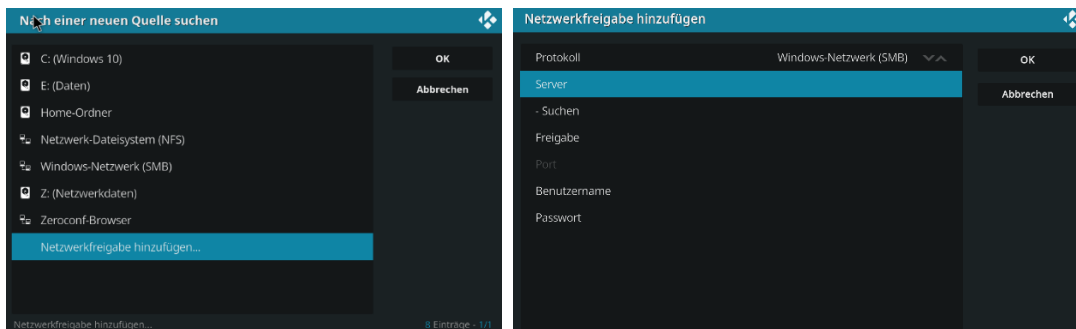 Nach einer neuen Quelle suchen
C: (Windows 10)
E: (Daten)
Home-Ordner
Netzwerk-Dateisystem (NFS)
Windows-Netzwerk (SMB)
Z: (Netzwerkdaten)
Zeroconf-Browser
Netzwerkfreigabe hinzufügen...
OK
Abbrechen
Netzwerkfreigabe hinzufügen...
8 Einträge - 1/1
Netzwerkfreigabe hinzufügen
Protokoll Windows-Netzwerk (SMB)
Server
- Suchen
Freigabe
Port
Benutzername
Passwort
OK
Abbrechen